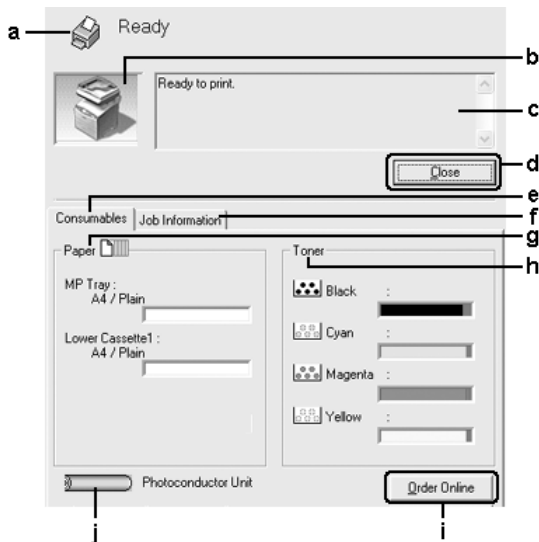 a
Ready
b
Ready to print.
c
d
Close
e
Consumables
Job Information
f
g
Paper
Toner
h
MP Tray :
A4 / Plain
Black :
Lower Cassette1 :
A4 / Plain
Cyan :
Magenta :
Yellow :
Photoconductor Unit
Order Online
j
i